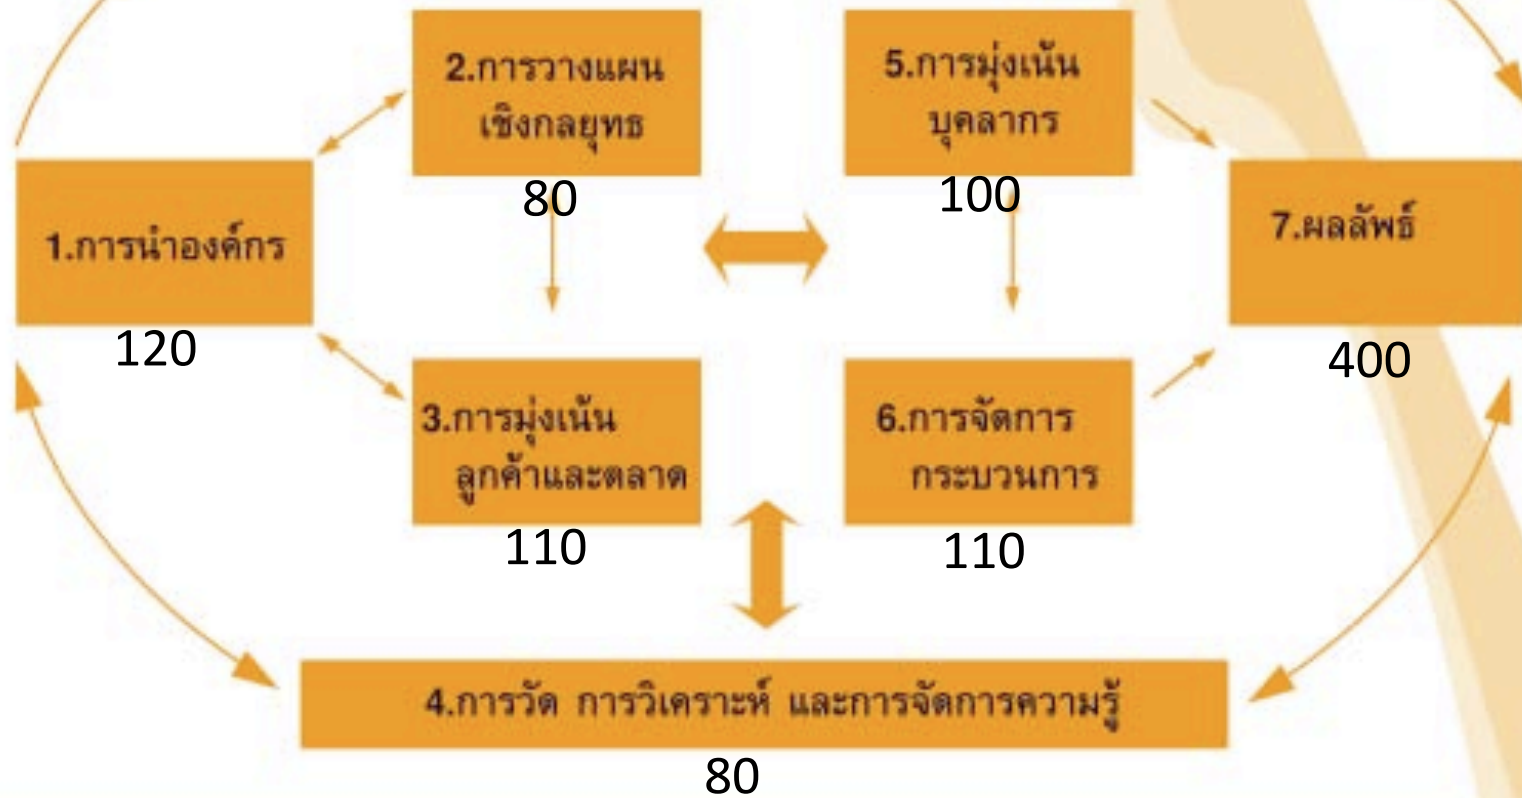 2.การวางแผน
เชิงกลยุทธ
80
5.การมุ่งเน้น
บุคลากร
100
1.การนำองค์กร
120
7.ผลลัพธ์
400
3.การมุ่งเน้น
ลูกค้าและตลาด
110
6.การจัดการ
กระบวนการ
110
4.การวัด การวิเคราะห์ และการจัดการความรู้
80